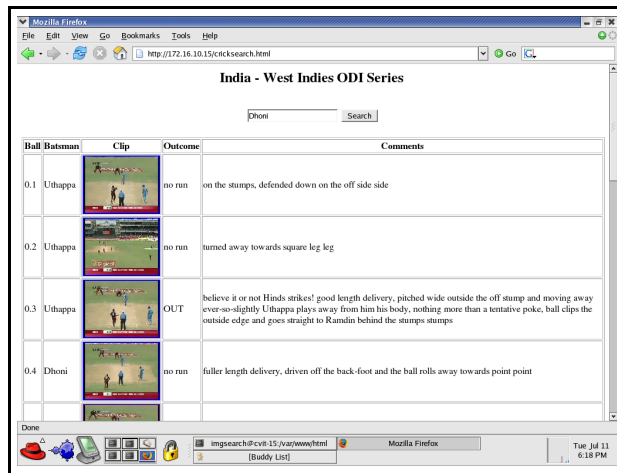 Mozilla Firefox
File Edit View Go Bookmarks Tools Help
http://172.16.10.15/cricksearch.html
Go
India - West Indies ODI Series
Dhoni Search
Ball Batsman Clip Outcome Comments
0.1 Uthappa no run on the stumps, defended down on the off side side
0.2 Uthappa no run turned away towards square leg leg
0.3 Uthappa OUT believe it or not Hinds strikes! good length delivery, pitched wide outside the off stump and moving away
ever-so-slightly Uthappa plays away from him his body, nothing more than a tentative poke, ball clips the
outside edge and goes straight to Ramdin behind the stumps stumps
0.4 Dhoni no run fuller length delivery, driven off the back-foot and the ball rolls away towards point point
Done
imgsearch@cvit-15:/var/www/html Mozilla Firefox
[Buddy List]
Tue Jul 11
6:18 PM